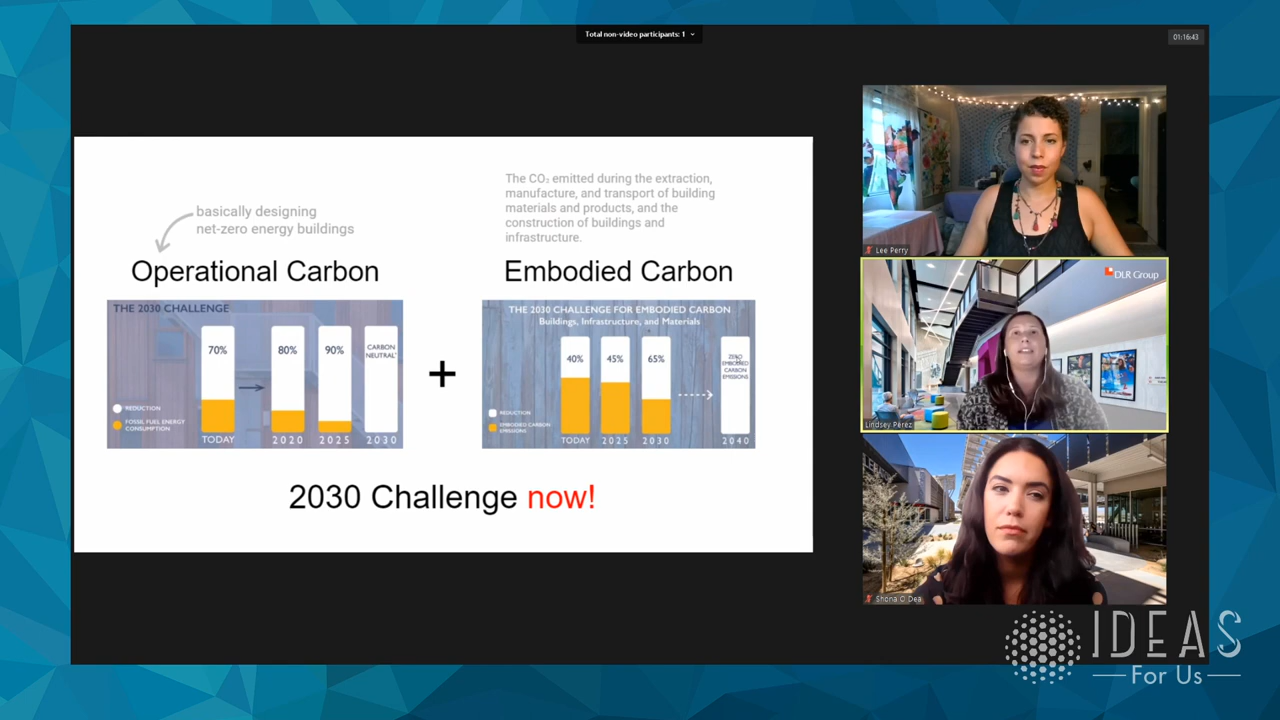 Total non-video participants: 1
01:16:43
basically designing
net-zero energy buildings
Operational Carbon
THE 2030 CHALLENGE
70%
80%
90%
CARBON
NEUTRAL*
REDUCTION
FOSSIL FUEL ENERGY
CONSUMPTION
TODAY
2020
2025
2030
+
The CO₂ emitted during the extraction,
manufacture, and transport of building
materials and products, and the
construction of buildings and
infrastructure.
Embodied Carbon
THE 2030 CHALLENGE FOR EMBODIED CARBON
Buildings, Infrastructure, and Materials
40%
45%
65%
ZERO
EMBODIED
CARBON
EMISSIONS
REDUCTION
EMBODIED CARBON
EMISSIONS
TODAY
2025
2030
2040
2030 Challenge now!
Lee Perry
DLR Group
Lindsey Perez
Shona O Dea
IDEAS
For Us